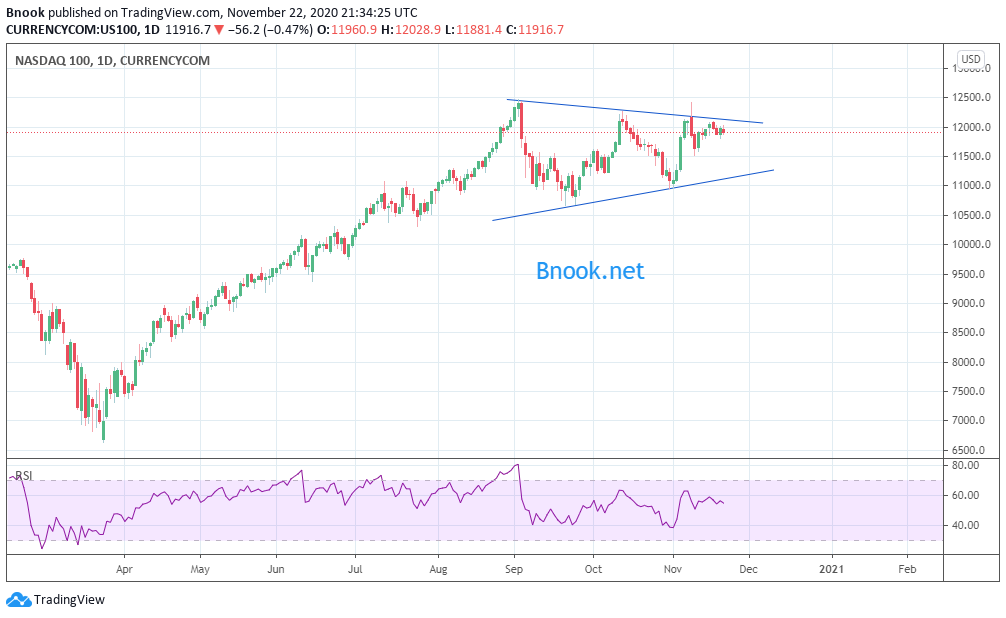 Bnook published on TradingView.com, November 22, 2020 21:34:25 UTC
CURRENCYCOM:US100, 1D 11916.7 ▼ −56.2 (−0.47%) O:11960.9 H:12028.9 L:11881.4 C:11916.7
NASDAQ 100, 1D, CURRENCYCOM
USD
12500.0
12000.0
11500.0
11000.0
10500.0
10000.0
9500.0
9000.0
8500.0
8000.0
7500.0
7000.0
6500.0
Bnook.net
RSI
80.00
60.00
40.00
Apr May Jun Jul Aug Sep Oct Nov Dec 2021 Feb
TradingView